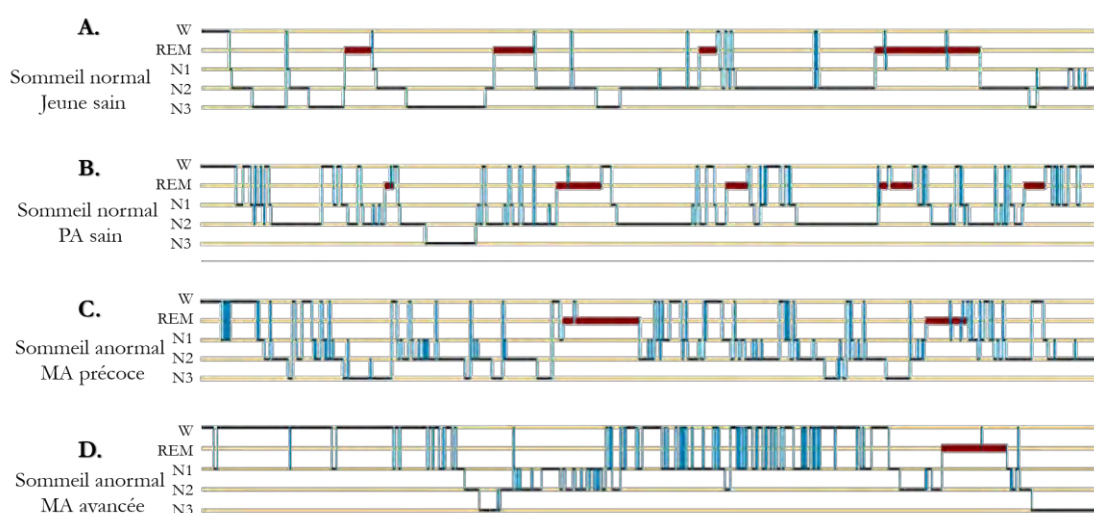 A.
Sommeil normal
Jeune sain
W
REM
N1
N2
N3
B.
Sommeil normal
PA sain
W
REM
N1
N2
N3
C.
Sommeil anormal
MA précoce
W
REM
N1
N2
N3
D.
Sommeil anormal
MA avancée
W
REM
N1
N2
N3